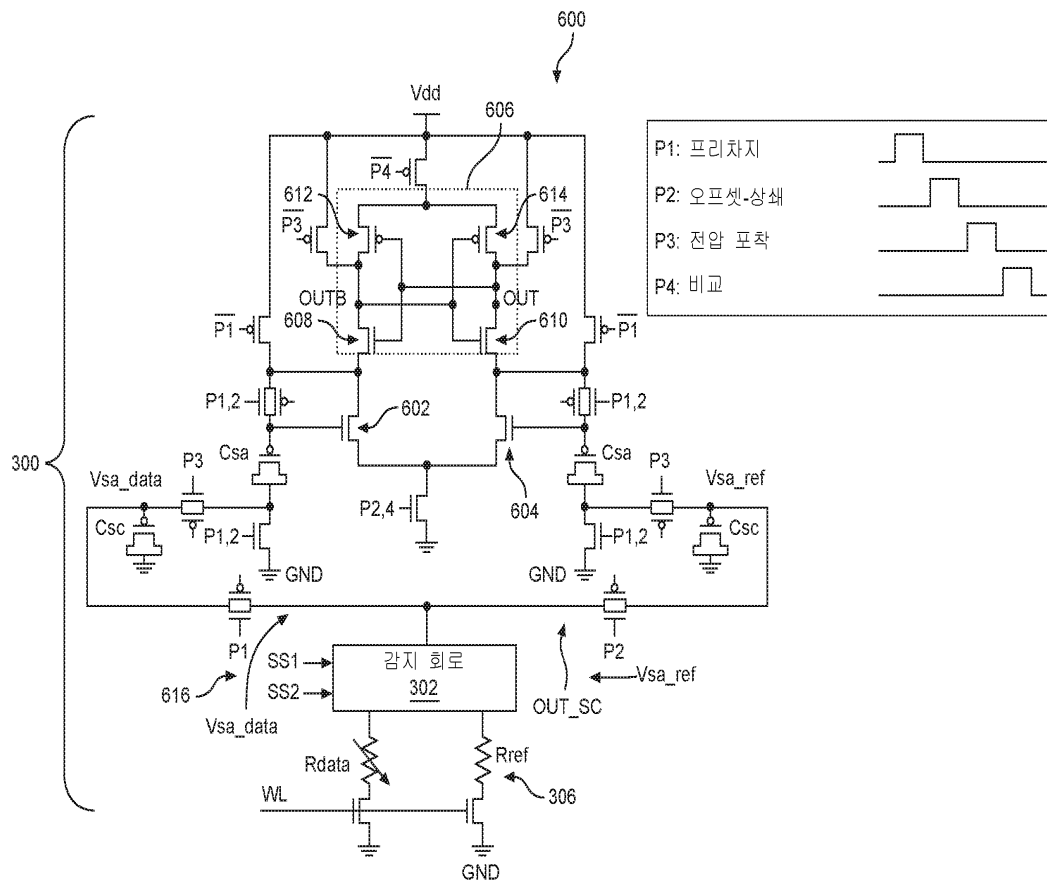 600
Vdd
606
P4
612
614
P3
P3
OUTB
OUT
608
610
P1
P1
P1,2
P1,2
602
Csa
Csa
300
P3
P3
Vsa_data
Vsa_ref
P2,4
604
Csc
Csc
P1,2
P1,2
GND
GND
P1
P2
616
SS1
SS2
감지 회로
302
Vsa_data
OUT_SC
Vsa_ref
Rdata
Rref
306
WL
GND
P1: 프리차지
P2: 오프셋-상쇄
P3: 전압 포착
P4: 비교